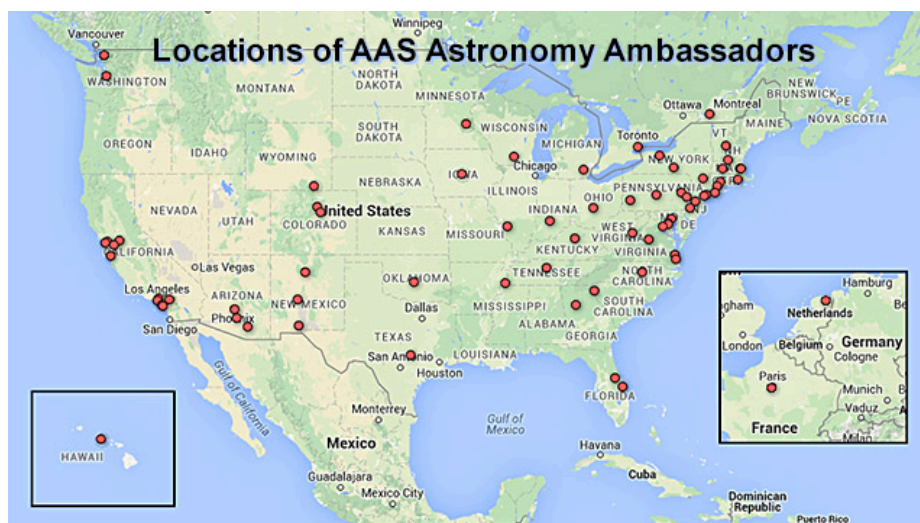 Locations of AAS Astronomy Ambassadors
Winnipeg
Vancouver
WASHINGTON
MONTANA
NORTH
DAKOTA
MINNESOTA
Ottawa
Montreal
NEW
BRUNSWICK
PE
NOVA SCOTIA
MAINE
VT
NH
OREGON
IDAHO
WYOMING
SOUTH
DAKOTA
WISCONSIN
MICHIGAN
Toronto
NEW YORK
Chicago
IOWA
NEBRASKA
ILLINOIS
INDIANA
OHIO
PENNSYLVANIA
NJ
DE
NEVADA
UTAH
COLORADO
United States
KANSAS
MISSOURI
WEST
VIRGINIA
KENTUCKY
VIRGINIA
CALIFORNIA
Las Vegas
Los Angeles
San Diego
ARIZONA
Phoenix
NEW MEXICO
OKLAHOMA
TENNESSEE
NORTH
CAROLINA
SOUTH
CAROLINA
MISSISSIPPI
ALABAMA
GEORGIA
Dallas
TEXAS
San Antonio
Houston
LOUISIANA
FLORIDA
Gulf of California
Gulf of
Mexico
Monterrey
Mexico
Guadalajara
Mexico City
Havana
Cuba
Dominican
Republic
Puerto Rico
HAWAII
Hamburg
Netherlands
ngham
London
Belgium
Germany
Cologne
Paris
Munich
Vaduz
France
Milan